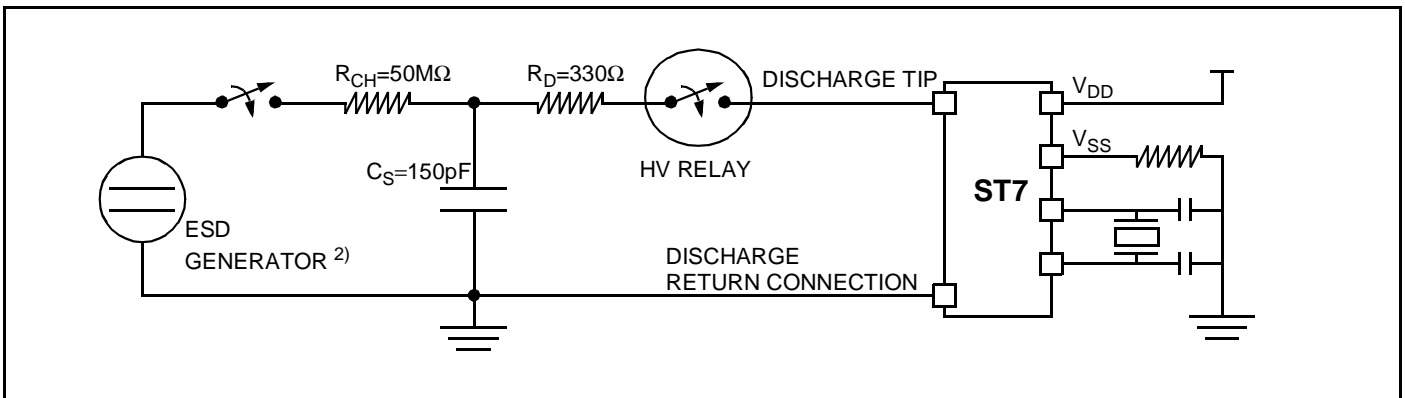 R_CH=50MΩ
R_D=330Ω
DISCHARGE TIP
V_DD
HV RELAY
V_SS
C_S=150pF
ST7
ESD
GENERATOR 2)
DISCHARGE
RETURN CONNECTION